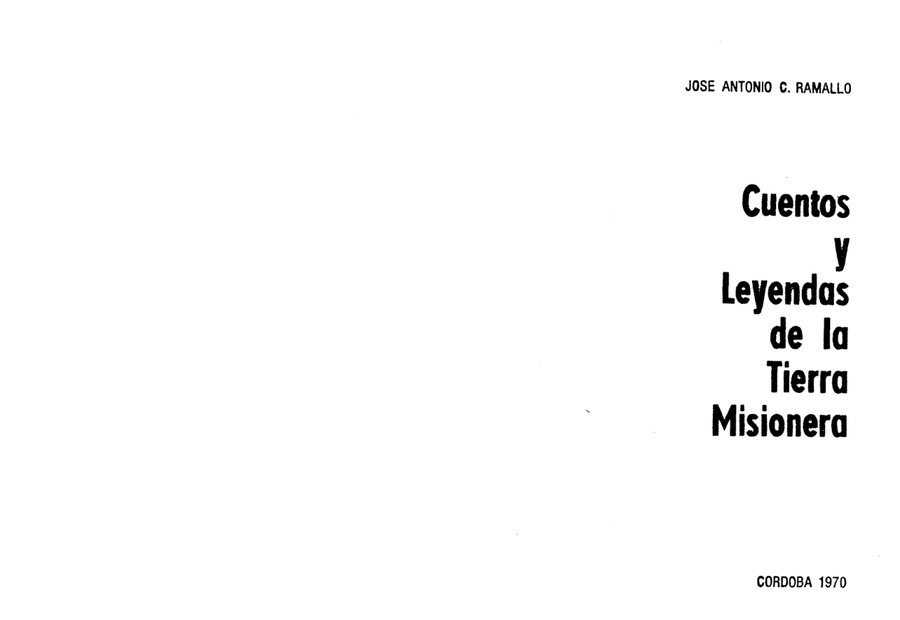 JOSE ANTONIO C. RAMALLO
Cuentos
y
Leyendas
de la
Tierra
Misionera
CORDOBA 1970